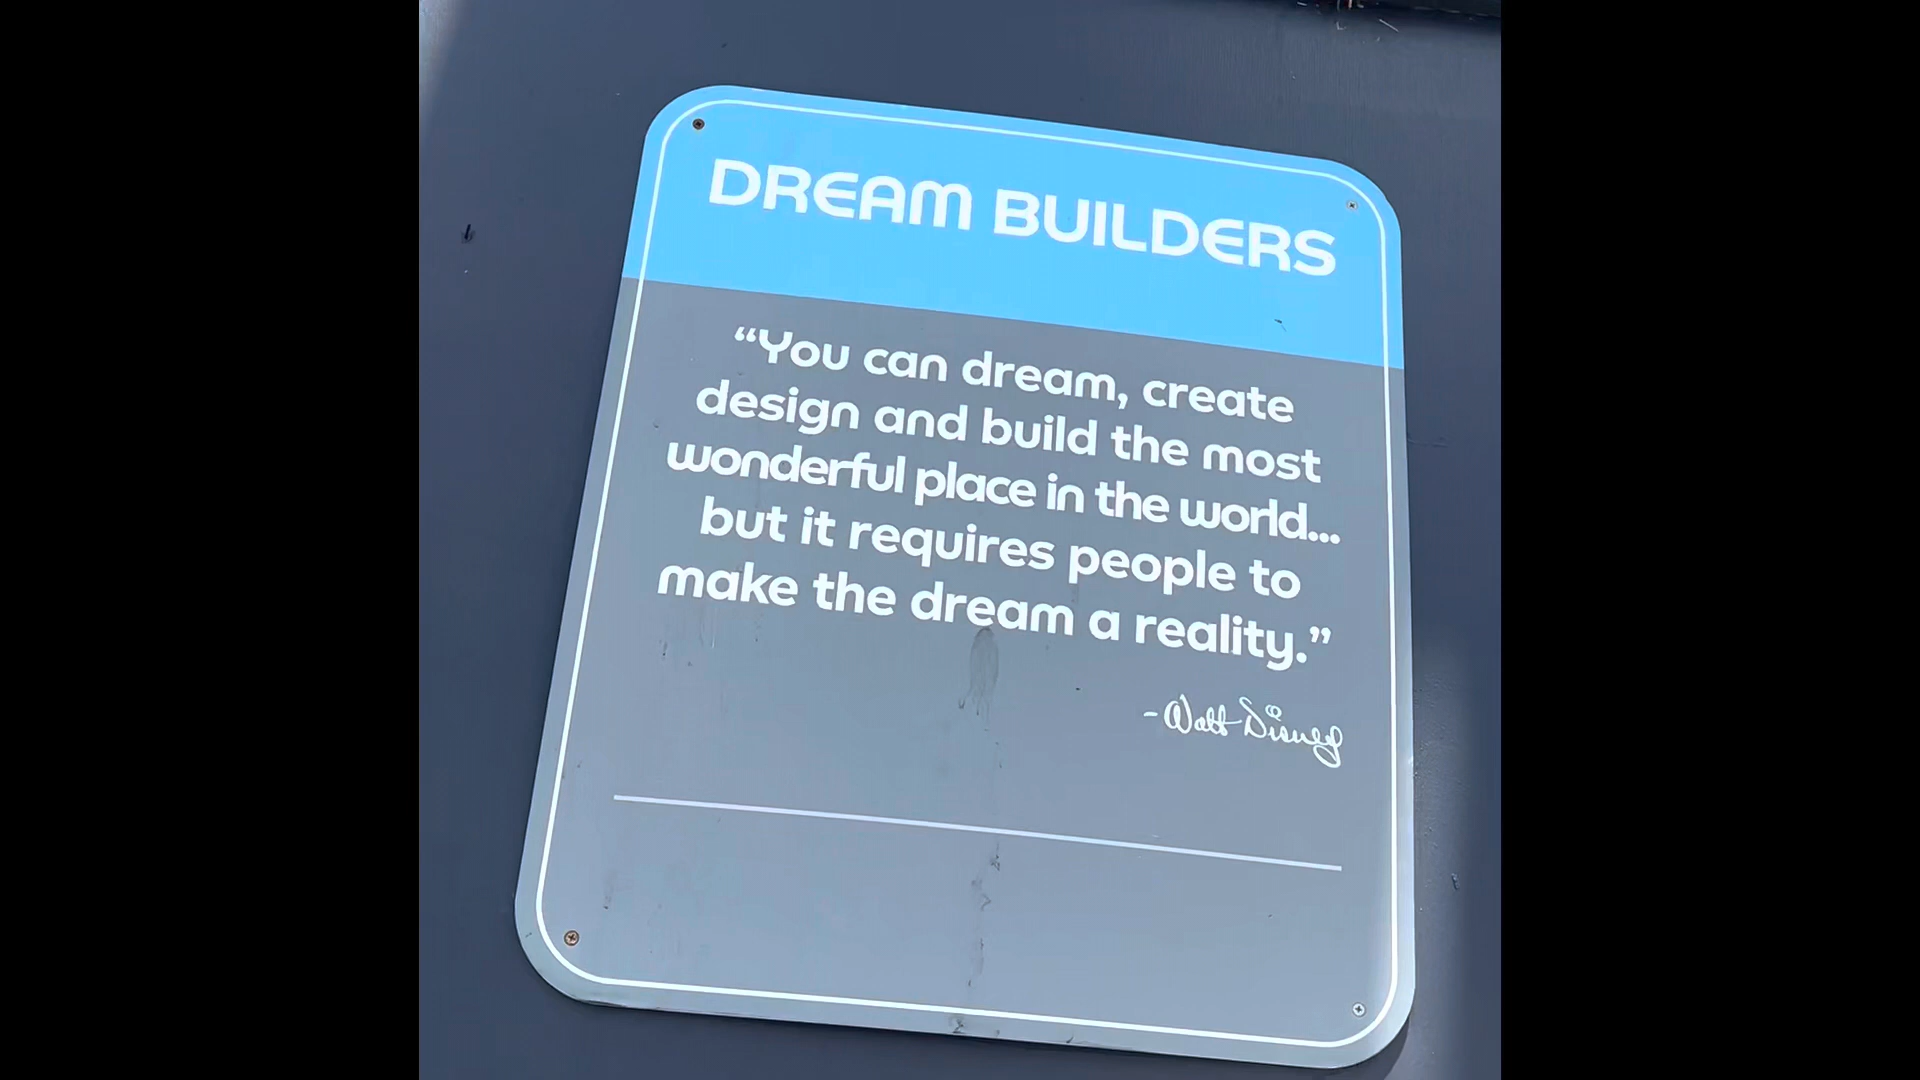 DREAM BUILDERS
“You can dream, create
design and build the most
wonderful place in the world...
but it requires people to
make the dream a reality.”
-Walt Disney